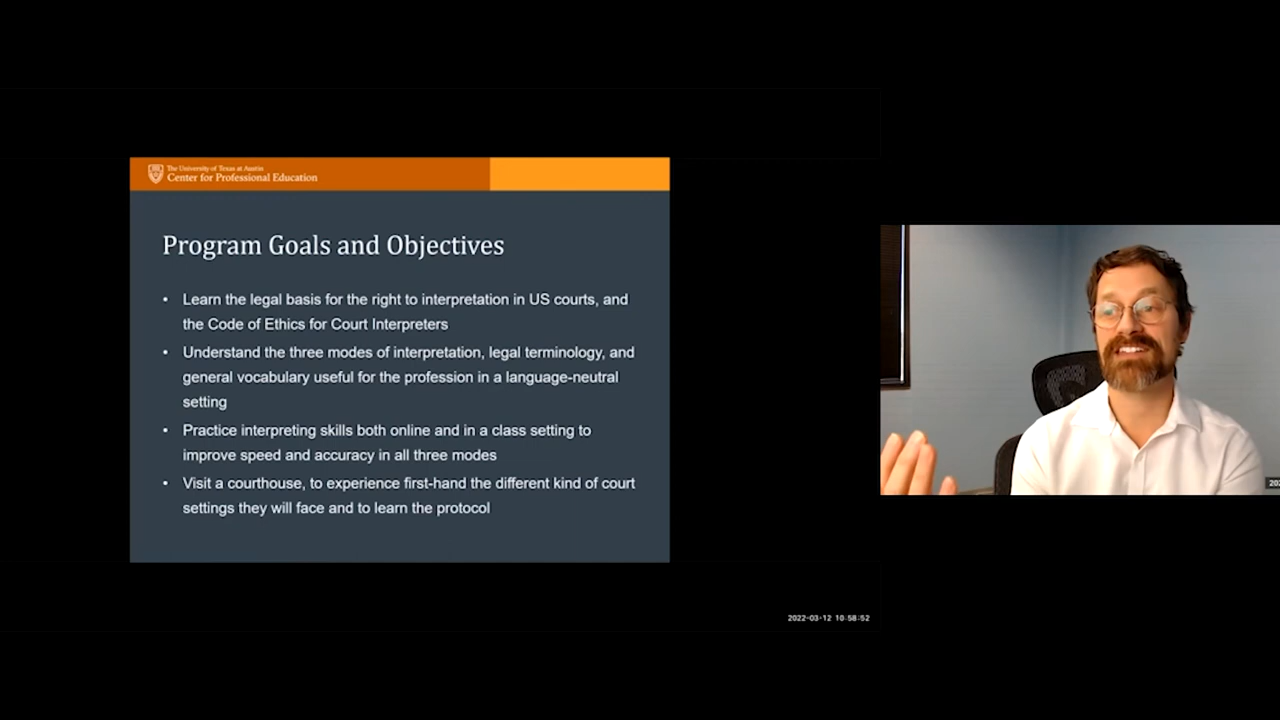 The University of Texas at Austin
Center for Professional Education
Program Goals and Objectives
• Learn the legal basis for the right to interpretation in US courts, and
the Code of Ethics for Court Interpreters
• Understand the three modes of interpretation, legal terminology, and
general vocabulary useful for the profession in a language-neutral
setting
• Practice interpreting skills both online and in a class setting to
improve speed and accuracy in all three modes
• Visit a courthouse, to experience first-hand the different kind of court
settings they will face and to learn the protocol
202
2022-03-12 10:58:52